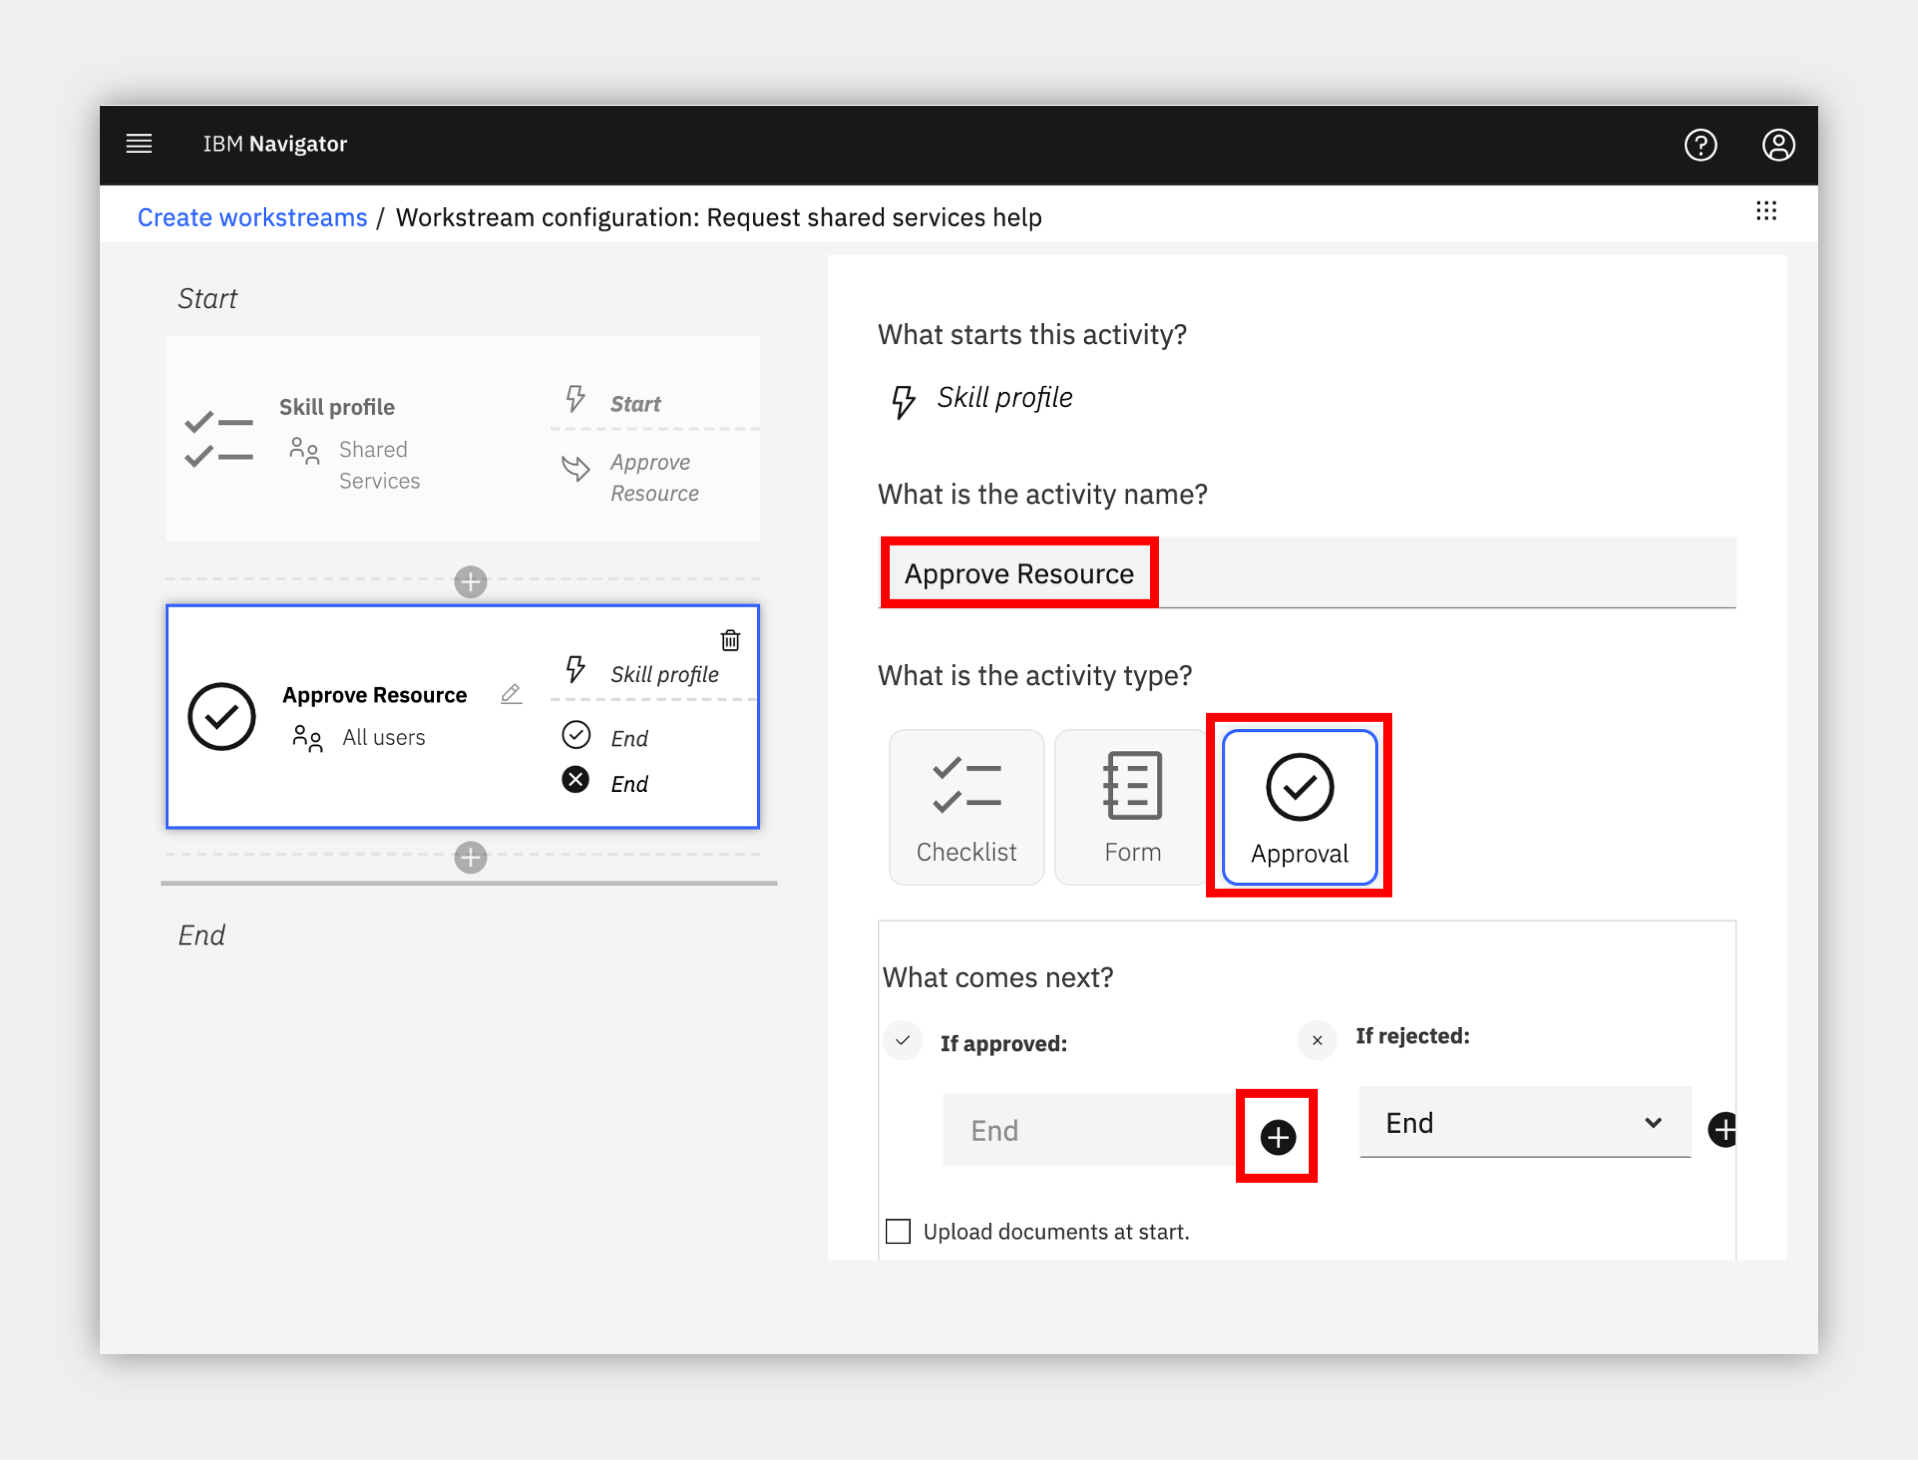 IBM Navigator
Create workstreams / Workstream configuration: Request shared services help
Start
Skill profile
Shared
Services
Start
Approve
Resource
Approve Resource
All users
Skill profile
End
End
End
What starts this activity?
Skill profile
What is the activity name?
Approve Resource
What is the activity type?
Checklist
Form
Approval
What comes next?
If approved:
If rejected:
End
End
Upload documents at start.